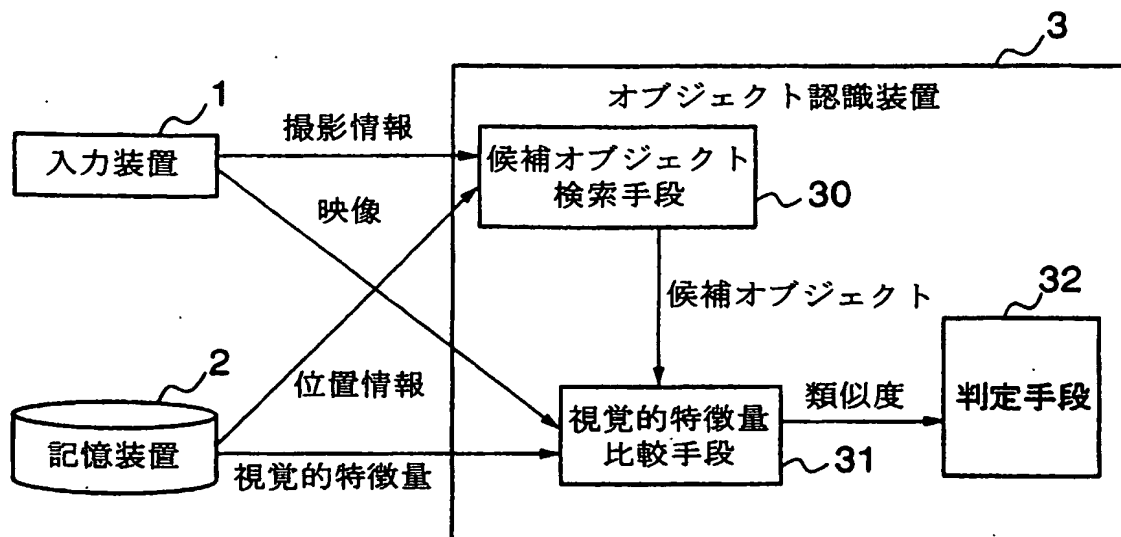 3
オブジェクト認識装置
1
入力装置
撮影情報
候補オブジェクト
検索手段
30
映像
候補オブジェクト
32
判定手段
2
記憶装置
位置情報
視覚的特徴量
視覚的特徴量
比較手段
31
類似度